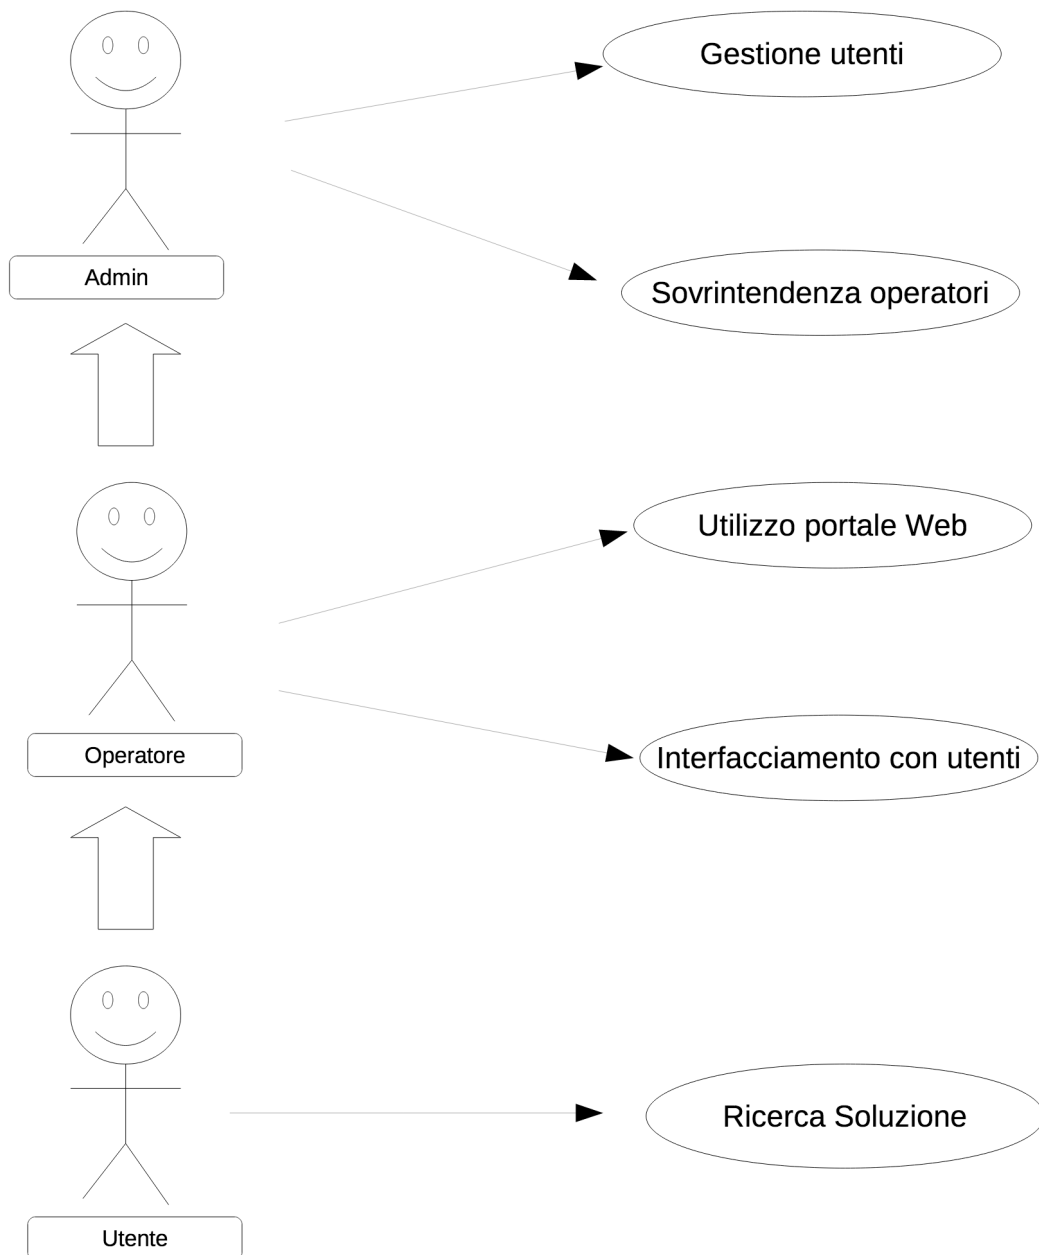 Gestione utenti
Sovrintendenza operatori
Admin
Utilizzo portale Web
Interfacciamento con utenti
Operatore
Ricerca Soluzione
Utente